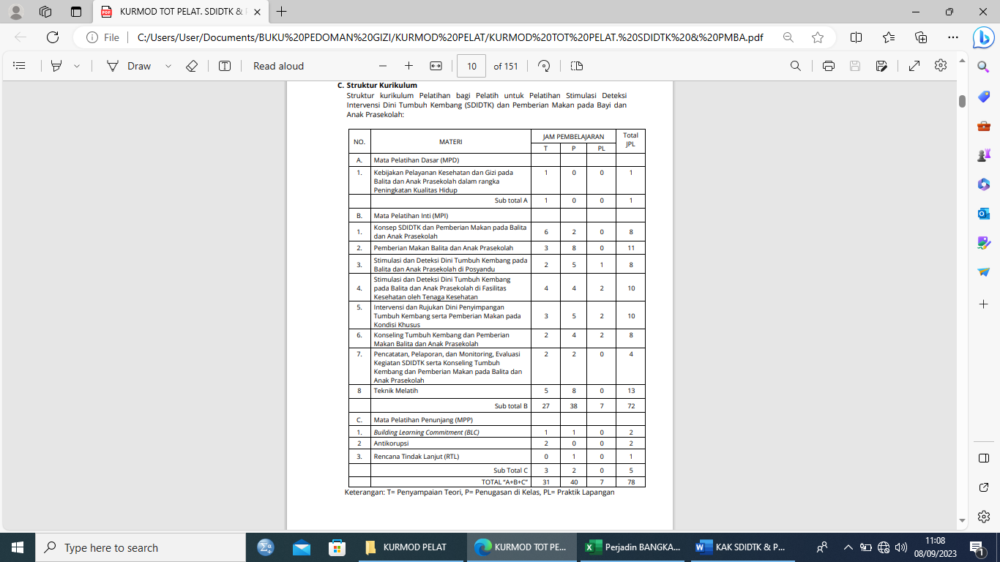 KURMOD TOT PELAT. SDIDTK & P
File
C:/Users/User/Documents/BUKU%20PEDOMAN%20GIZI/KURMOD%20PELAT/KURMOD%20TOT%20PELAT.%20SDIDTK%20&%20PMBA.pdf
Draw
Read aloud
10 of 151
C. Struktur Kurikulum
Struktur kurikulum Pelatihan bagi Pelatih untuk Pelatihan Stimulasi Deteksi
Intervensi Dini Tumbuh Kembang (SDIDTK) dan Pemberian Makan pada Bayi dan
Anak Prasekolah:
NO. MATERI JAM PEMBELAJARAN Total JPL
T P PL
A. Mata Pelatihan Dasar (MPD)
1. Kebijakan Pelayanan Kesehatan dan Gizi pada 1 0 0 1
Balita dan Anak Prasekolah dalam rangka
Peningkatan Kualitas Hidup
Sub total A 1 0 0 1
B. Mata Pelatihan Inti (MPI)
1. Konsep SDIDTK dan Pemberian Makan pada Balita 6 2 0 8
dan Anak Prasekolah
2. Pemberian Makan Balita dan Anak Prasekolah 3 8 0 11
3. Stimulasi dan Deteksi Dini Tumbuh Kembang pada 2 5 1 8
Balita dan Anak Prasekolah di Posyandu
4. Stimulasi dan Deteksi Dini Tumbuh Kembang 4 4 2 10
pada Balita dan Anak Prasekolah di Fasilitas
Kesehatan oleh Tenaga Kesehatan
5. Intervensi dan Rujukan Dini Penyimpangan 3 5 2 10
Tumbuh Kembang serta Pemberian Makan pada
Kondisi Khusus
6. Konseling Tumbuh Kembang dan Pemberian 2 4 2 8
Makan Balita dan Anak Prasekolah
7. Pencatatan, Pelaporan, dan Monitoring, Evaluasi 2 2 0 4
Kegiatan SDIDTK serta Konseling Tumbuh
Kembang dan Pemberian Makan pada Balita dan
Anak Prasekolah
8 Teknik Melatih 5 8 0 13
Sub total B 27 38 7 72
C. Mata Pelatihan Penunjang (MPP)
1. Building Learning Commitment (BLC) 1 1 0 2
2 Antikorupsi 2 0 0 2
3. Rencana Tindak Lanjut (RTL) 0 1 0 1
Sub Total C 3 2 0 5
TOTAL “A+B+C” 31 40 7 78
Keterangan: T= Penyampaian Teori, P= Penugasan di Kelas, PL= Praktik Lapangan
Type here to search
KURMOD PELAT
KURMOD TOT PE...
Perjadin BANGKA...
KAK SDIDTK & P...
11:08
08/09/2023
1